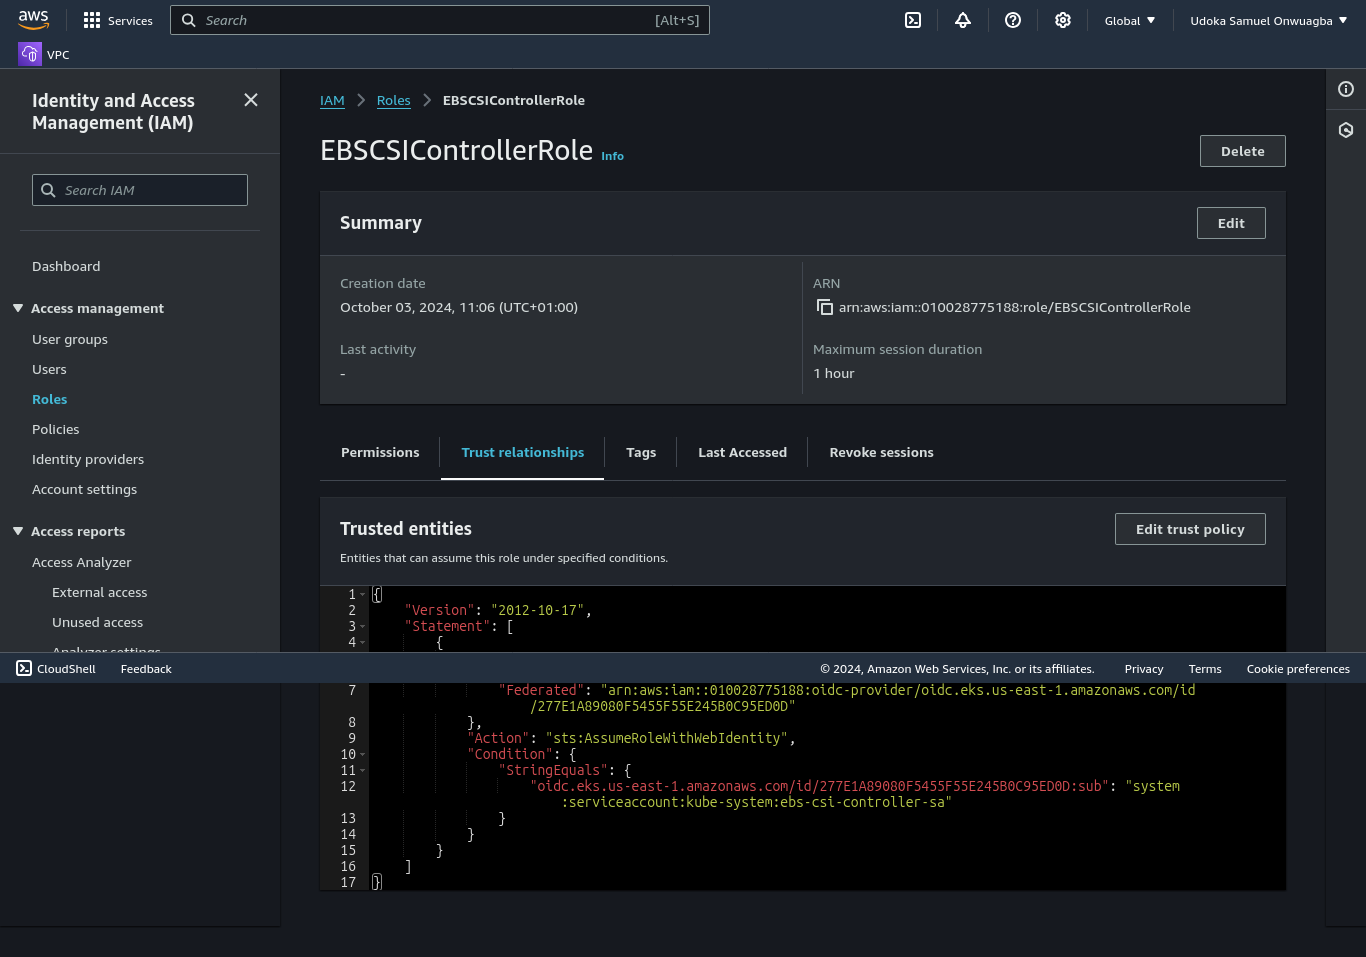 aws
Services
Search
[Alt+S]
Global
Udoka Samuel Onwuagba
VPC
Identity and Access
Management (IAM)
Search IAM
Dashboard
Access management
User groups
Users
Roles
Policies
Identity providers
Account settings
Access reports
Access Analyzer
External access
Unused access
Analyzer settings
IAM
Roles
EBSCSIControllerRole
EBSCSIControllerRole Info
Delete
Summary
Edit
Creation date
October 03, 2024, 11:06 (UTC+01:00)
ARN
arn:aws:iam::010028775188:role/EBSCSIControllerRole
Last activity
-
Maximum session duration
1 hour
Permissions
Trust relationships
Tags
Last Accessed
Revoke sessions
Trusted entities
Edit trust policy
Entities that can assume this role under specified conditions.
1 {
2 "Version": "2012-10-17",
3 "Statement": [
4 {
CloudShell
Feedback
© 2024, Amazon Web Services, Inc. or its affiliates.
Privacy
Terms
Cookie preferences
7 "Federated": "arn:aws:iam::010028775188:oidc-provider/oidc.eks.us-east-1.amazonaws.com/id
/277E1A89080F5455F55E245B0C95ED0D"
8 },
9 "Action": "sts:AssumeRoleWithWebIdentity",
10 "Condition": {
11 "StringEquals": {
12 "oidc.eks.us-east-1.amazonaws.com/id/277E1A89080F5455F55E245B0C95ED0D:sub": "system
:serviceaccount:kube-system:ebs-csi-controller-sa"
13 }
14 }
15 }
16 ]
17 }